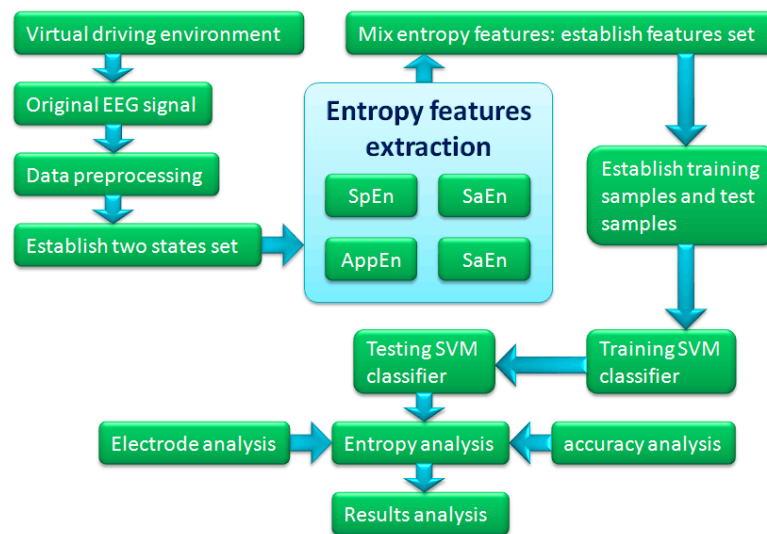 Virtual driving environment
Original EEG signal
Data preprocessing
Establish two states set
Entropy features
extraction
SpEn
SaEn
AppEn
SaEn
Mix entropy features: establish features set
Establish training
samples and test
samples
Training SVM
classifier
Testing SVM
classifier
Electrode analysis
Entropy analysis
accuracy analysis
Results analysis